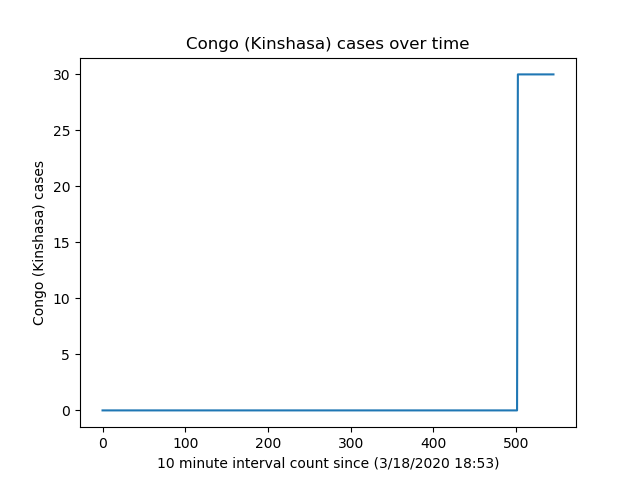 Congo (Kinshasa) cases over time
Congo (Kinshasa) cases
30
25
20
15
10
5
0
0 100 200 300 400 500
10 minute interval count since (3/18/2020 18:53)